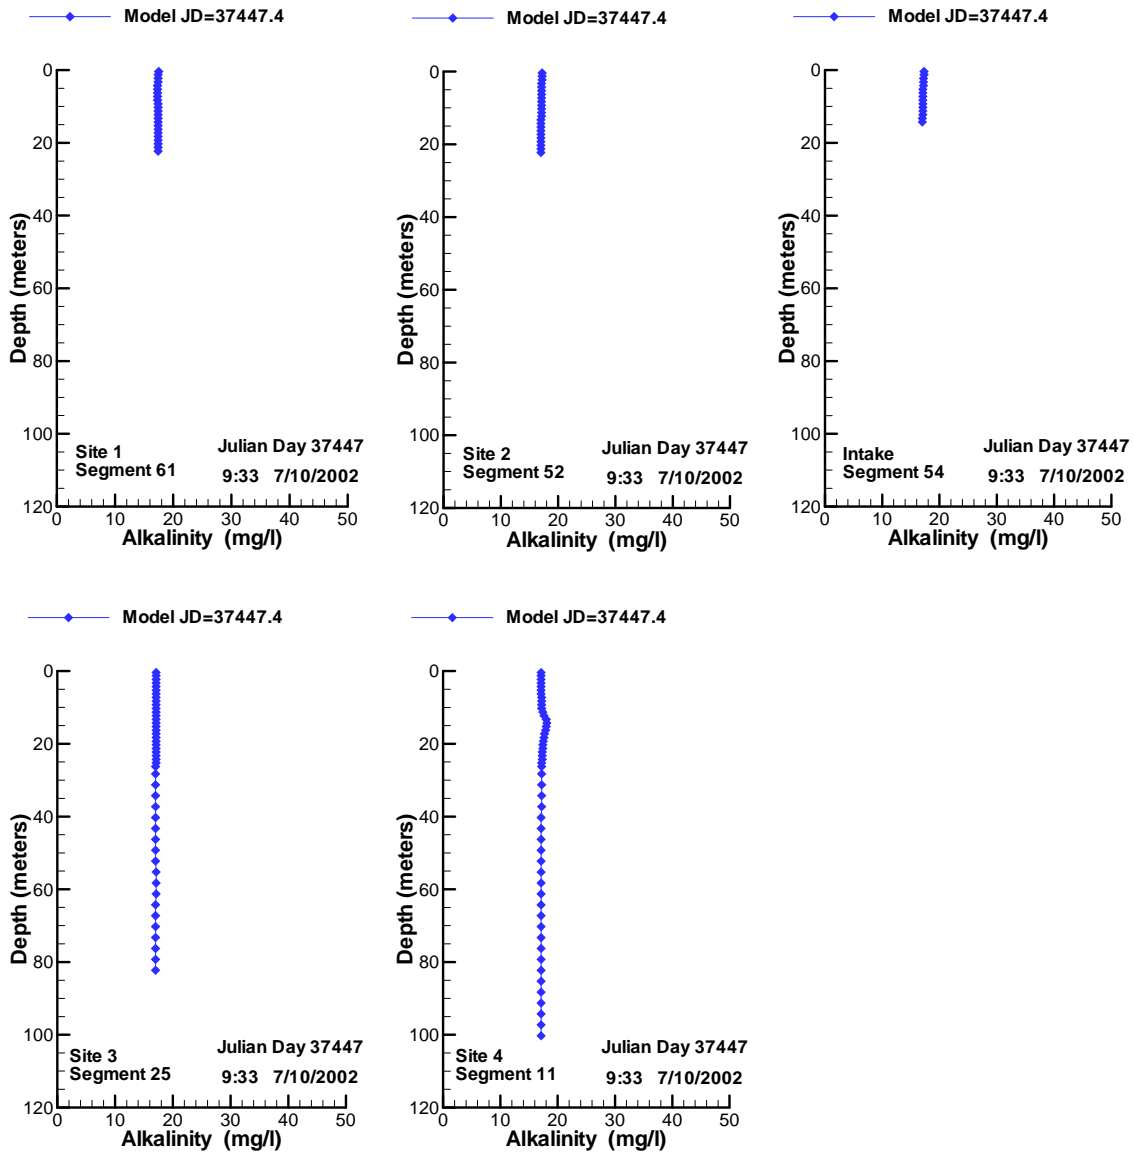 Model JD=37447.4
0
20
40
60
80
100
120
Depth (meters)
Site 1
Segment 61
Julian Day 37447
9:33 7/10/2002
0 10 20 30 40 50
Alkalinity (mg/l)
Model JD=37447.4
0
20
40
60
80
100
120
Depth (meters)
Site 2
Segment 52
Julian Day 37447
9:33 7/10/2002
0 10 20 30 40 50
Alkalinity (mg/l)
Model JD=37447.4
0
20
40
60
80
100
120
Depth (meters)
Intake
Segment 54
Julian Day 37447
9:33 7/10/2002
0 10 20 30 40 50
Alkalinity (mg/l)
Model JD=37447.4
0
20
40
60
80
100
120
Depth (meters)
Site 3
Segment 25
Julian Day 37447
9:33 7/10/2002
0 10 20 30 40 50
Alkalinity (mg/l)
Model JD=37447.4
0
20
40
60
80
100
120
Depth (meters)
Site 4
Segment 11
Julian Day 37447
9:33 7/10/2002
0 10 20 30 40 50
Alkalinity (mg/l)